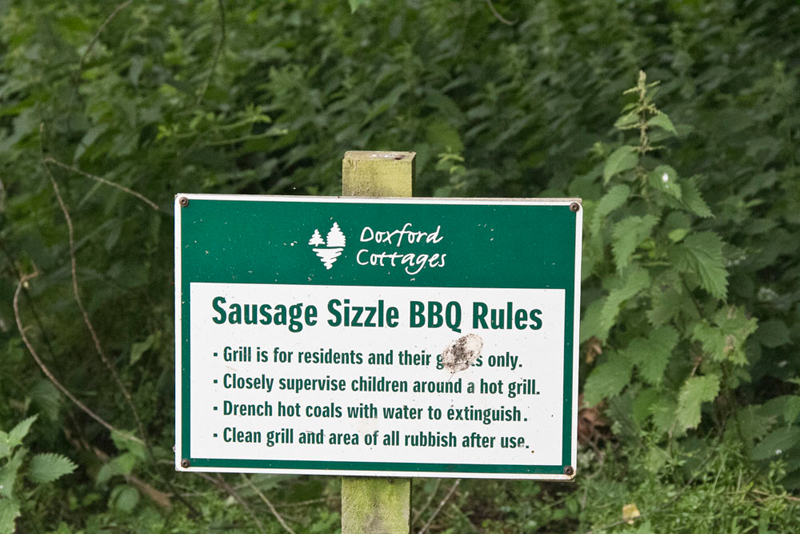 Doxford
Cottages
Sausage Sizzle BBQ Rules
· Grill is for residents and their only.
· Closely supervise children around a hot grill.
· Drench hot coals with water to extinguish.
· Clean grill and area of all rubbish after use.